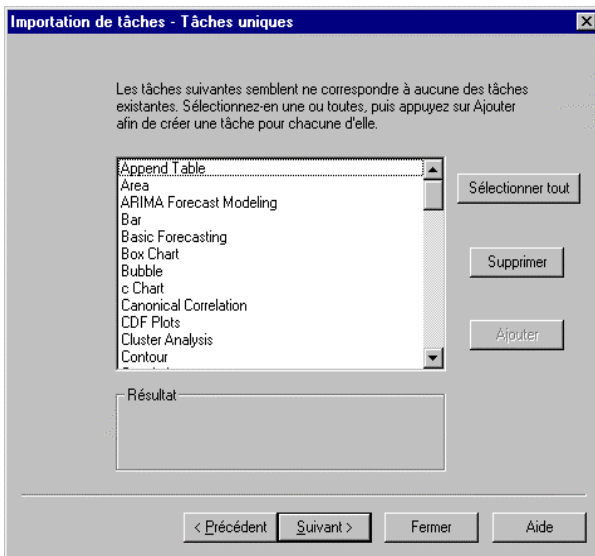 Importation de tâches - Tâches uniques
Les tâches suivantes semblent ne correspondre à aucune des tâches
existantes. Sélectionnez-en une ou toutes, puis appuyez sur Ajouter
afin de créer une tâche pour chacune d'elle.
Append Table
Area
ARIMA Forecast Modeling
Bar
Basic Forecasting
Box Chart
Bubble
c Chart
Canonical Correlation
CDF Plots
Cluster Analysis
Contour
Sélectionner tout
Supprimer
Ajouter
Résultat
< Précédent
Suivant >
Fermer
Aide